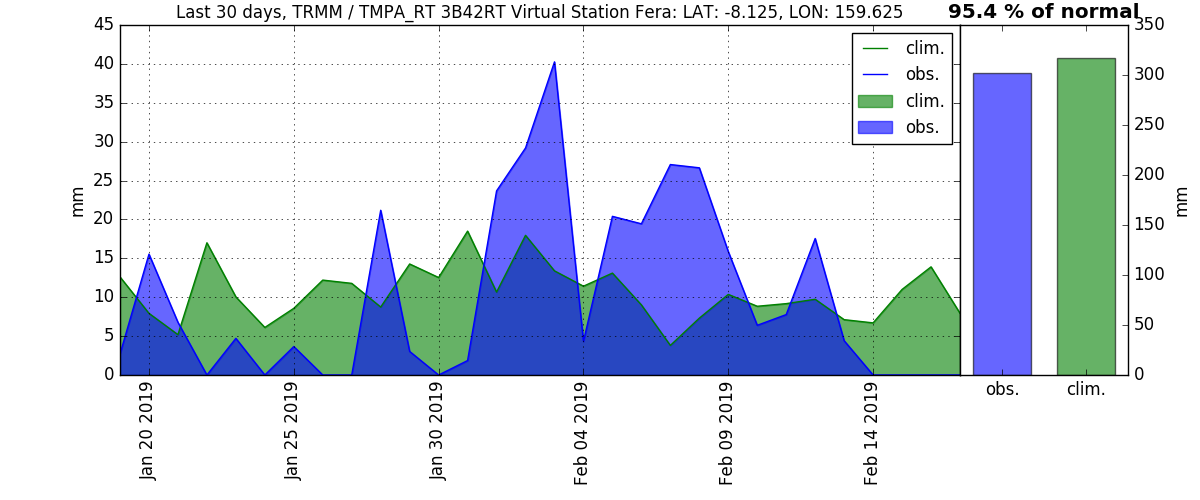 Last 30 days, TRMM / TMPA_RT 3B42RT Virtual Station Fera: LAT: -8.125, LON: 159.625
95.4 % of normal
45
40
35
30
25
20
15
10
5
0
mm
clim.
obs.
clim.
obs.
Jan 20 2019
Jan 25 2019
Jan 30 2019
Feb 04 2019
Feb 09 2019
Feb 14 2019
350
300
250
200
150
100
50
0
mm
obs.
clim.